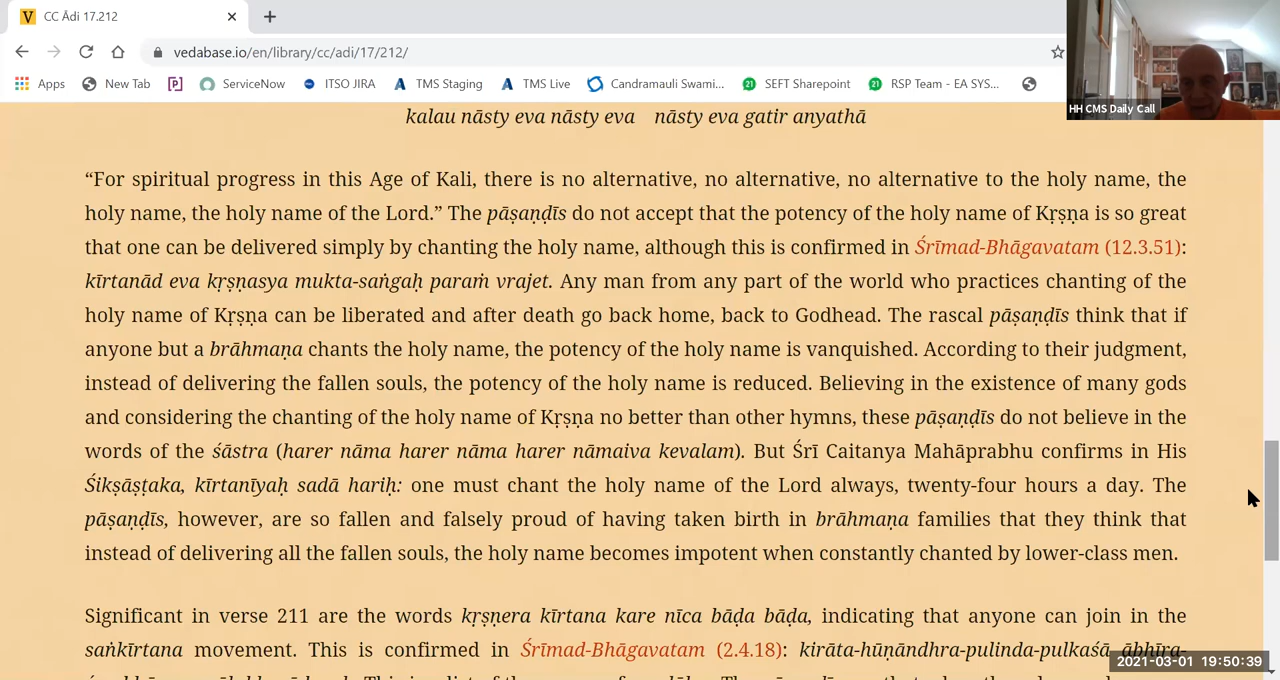 CC Ādi 17.212
vedabase.io/en/library/cc/adi/17/212/
Apps New Tab ServiceNow ITSO JIRA TMS Staging TMS Live Candramauli Swami... SEFT Sharepoint RSP Team - EA SYS...
HH CMS Daily Call
kalau nāsty eva nāsty eva nāsty eva gatir anyathā
“For spiritual progress in this Age of Kali, there is no alternative, no alternative, no alternative to the holy name, the
holy name, the holy name of the Lord.” The pāṣaṇḍīs do not accept that the potency of the holy name of Kṛṣṇa is so great
that one can be delivered simply by chanting the holy name, although this is confirmed in Śrīmad-Bhāgavatam (12.3.51):
kīrtanād eva kṛṣṇasya mukta-saṅgaḥ paraṁ vrajet. Any man from any part of the world who practices chanting of the
holy name of Kṛṣṇa can be liberated and after death go back home, back to Godhead. The rascal pāṣaṇḍīs think that if
anyone but a brāhmaṇa chants the holy name, the potency of the holy name is vanquished. According to their judgment,
instead of delivering the fallen souls, the potency of the holy name is reduced. Believing in the existence of many gods
and considering the chanting of the holy name of Kṛṣṇa no better than other hymns, these pāṣaṇḍīs do not believe in the
words of the śāstra (harer nāma harer nāma harer nāmaiva kevalam). But Śrī Caitanya Mahāprabhu confirms in His
Śikṣāṣṭaka, kīrtanīyaḥ sadā hariḥ: one must chant the holy name of the Lord always, twenty-four hours a day. The
pāṣaṇḍīs, however, are so fallen and falsely proud of having taken birth in brāhmaṇa families that they think that
instead of delivering all the fallen souls, the holy name becomes impotent when constantly chanted by lower-class men.
Significant in verse 211 are the words kṛṣṇera kīrtana kare nīca bāḍa bāḍa, indicating that anyone can join in the
saṅkīrtana movement. This is confirmed in Śrīmad-Bhāgavatam (2.4.18): kirāta-hūṇāndhra-pulinda-pulkaśā ābhīra-
2021-03-01 19:50:39